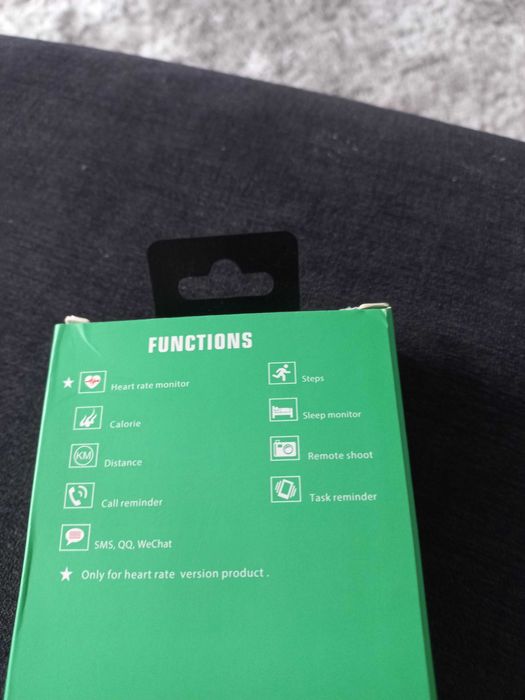 FUNCTIONS
★ Heart rate monitor
Steps
Calorie
Sleep monitor
KM
Distance
Remote shoot
Call reminder
Task reminder
SMS, QQ, WeChat
★ Only for heart rate version product .